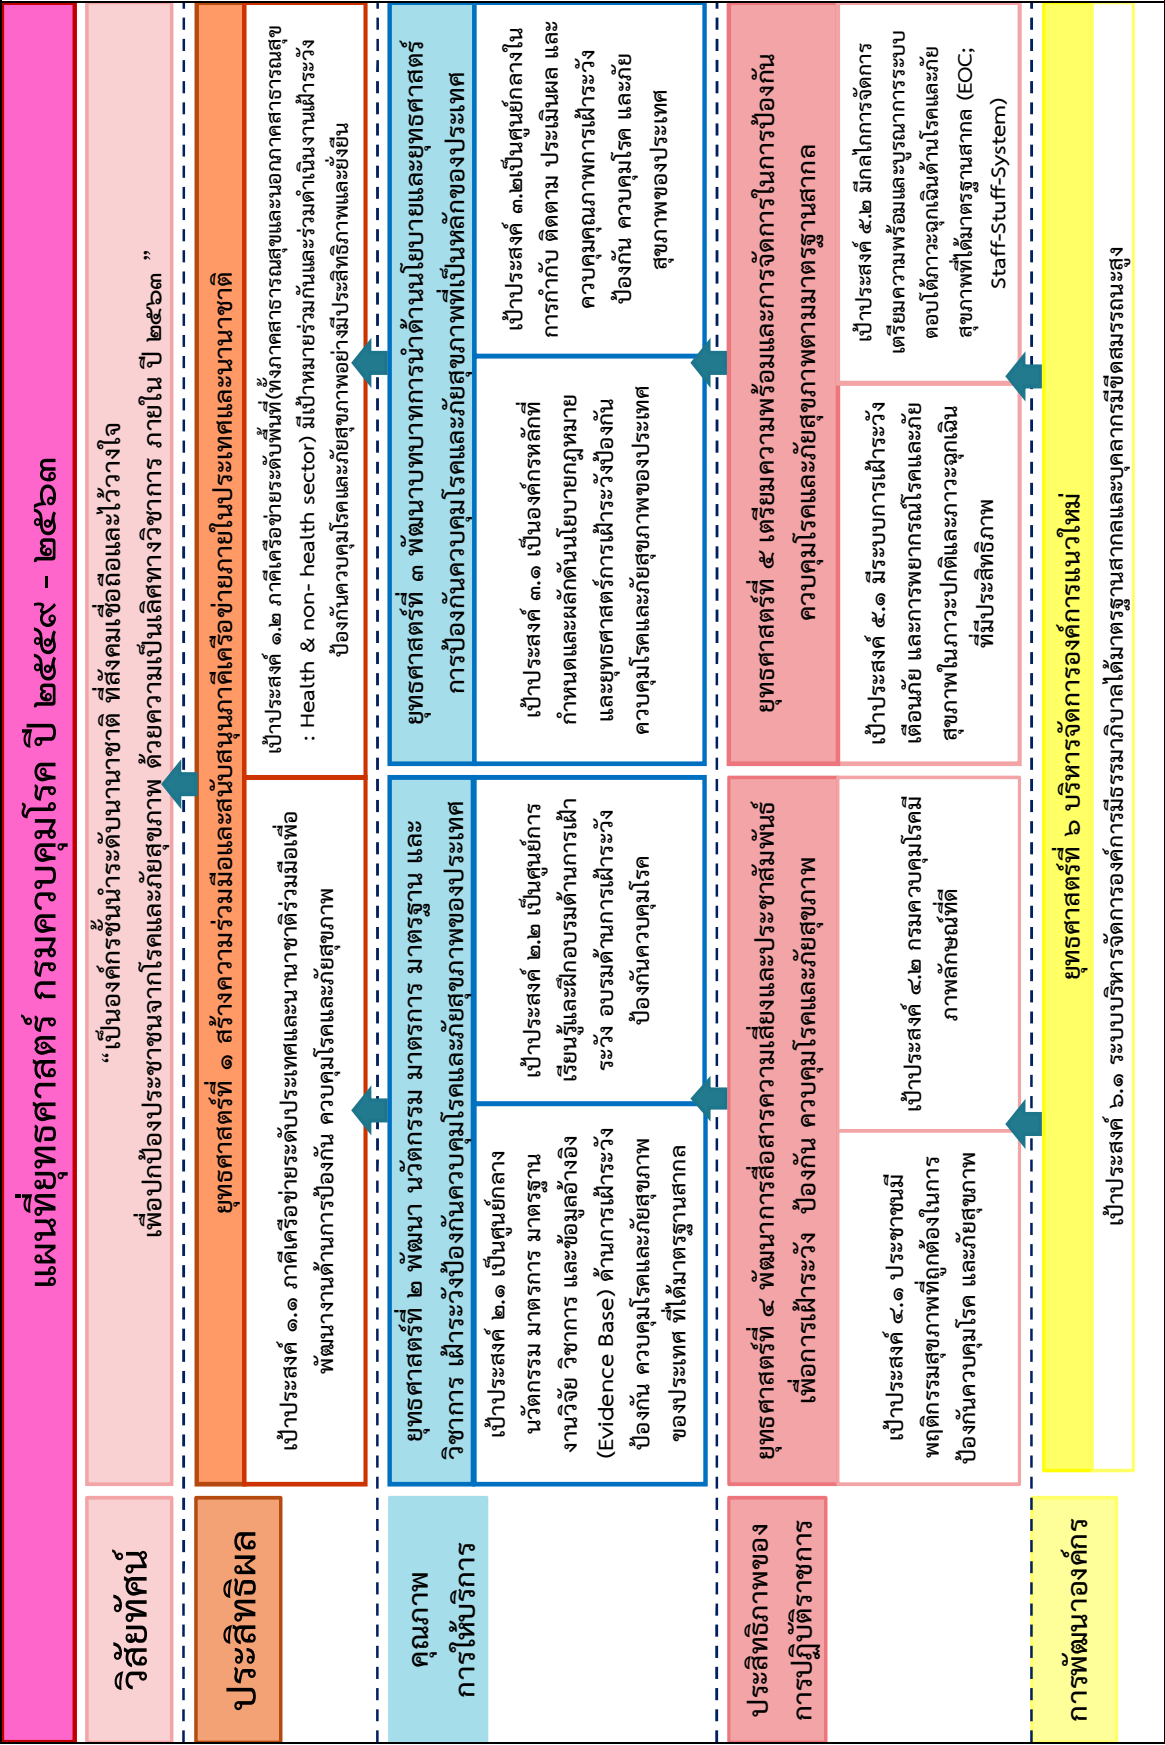 แผนที่ยุทธศาสตร์ กรมควบคุมโรค ปี ๒๕๕๙ - ๒๕๖๓
วิสัยทัศน์
“เป็นองค์กรชั้นนำระดับนานาชาติ ที่สังคมเชื่อถือและไว้วางใจ
เพื่อปกป้องประชาชนจากโรคและภัยสุขภาพ ด้วยความเป็นเลิศทางวิชาการ ภายใน ปี ๒๕๖๓ ”
ประสิทธิผล
ยุทธศาสตร์ที่ ๑ สร้างความร่วมมือและสนับสนุนภาคีเครือข่ายภายในประเทศและนานาชาติ
เป้าประสงค์ ๑.๑ ภาคีเครือข่ายระดับประเทศและนานาชาติร่วมมือเพื่อ
พัฒนางานด้านการป้องกัน ควบคุมโรคและภัยสุขภาพ
เป้าประสงค์ ๑.๒ ภาคีเครือข่ายระดับพื้นที่(ทั้งภาคสาธารณสุขและนอกภาคสาธารณสุข
: Health & non- health sector) มีเป้าหมายร่วมกันและร่วมดำเนินงานเฝ้าระวัง
ป้องกันควบคุมโรคและภัยสุขภาพอย่างมีประสิทธิภาพและยั่งยืน
คุณภาพ
การให้บริการ
ยุทธศาสตร์ที่ ๒ พัฒนา นวัตกรรม มาตรการ มาตรฐาน และ
วิชาการ เฝ้าระวังป้องกันควบคุมโรคและภัยสุขภาพของประเทศ
เป้าประสงค์ ๒.๑ เป็นศูนย์กลาง
นวัตกรรม มาตรการ มาตรฐาน
งานวิจัย วิชาการ และข้อมูลอ้างอิง
(Evidence Base) ด้านการเฝ้าระวัง
ป้องกัน ควบคุมโรคและภัยสุขภาพ
ของประเทศ ที่ได้มาตรฐานสากล
เป้าประสงค์ ๒.๒ เป็นศูนย์การ
เรียนรู้และฝึกอบรมด้านการเฝ้า
ระวัง อบรมด้านการเฝ้าระวัง
ป้องกันควบคุมโรค
ยุทธศาสตร์ที่ ๓ พัฒนาบทบาทการนำด้านนโยบายและยุทธศาสตร์
การป้องกันควบคุมโรคและภัยสุขภาพที่เป็นหลักของประเทศ
เป้าประสงค์ ๓.๑ เป็นองค์กรหลักที่
กำหนดและผลักดันนโยบายกฎหมาย
และยุทธศาสตร์การเฝ้าระวังป้องกัน
ควบคุมโรคและภัยสุขภาพของประเทศ
เป้าประสงค์ ๓.๒เป็นศูนย์กลางใน
การกำกับ ติดตาม ประเมินผล และ
ควบคุมคุณภาพการเฝ้าระวัง
ป้องกัน ควบคุมโรค และภัย
สุขภาพของประเทศ
ประสิทธิภาพของ
การปฏิบัติราชการ
ยุทธศาสตร์ที่ ๔ พัฒนาการสื่อสารความเสี่ยงและประชาสัมพันธ์
เพื่อการเฝ้าระวัง ป้องกัน ควบคุมโรคและภัยสุขภาพ
เป้าประสงค์ ๔.๑ ประชาชนมี
พฤติกรรมสุขภาพที่ถูกต้องในการ
ป้องกันควบคุมโรค และภัยสุขภาพ
เป้าประสงค์ ๔.๒ กรมควบคุมโรคมี
ภาพลักษณ์ที่ดี
ยุทธศาสตร์ที่ ๕ เตรียมความพร้อมและการจัดการในการป้องกัน
ควบคุมโรคและภัยสุขภาพตามมาตรฐานสากล
เป้าประสงค์ ๕.๑ มีระบบการเฝ้าระวัง
เตือนภัย และการพยากรณ์โรคและภัย
สุขภาพในภาวะปกติและภาวะฉุกเฉิน
ที่มีประสิทธิภาพ
เป้าประสงค์ ๕.๒ มีกลไกการจัดการ
เตรียมความพร้อมและบูรณาการระบบ
ตอบโต้ภาวะฉุกเฉินด้านโรคและภัย
สุขภาพที่ได้มาตรฐานสากล (EOC;
Staff-Stuff-System)
การพัฒนาองค์กร
ยุทธศาสตร์ที่ ๖ บริหารจัดการองค์การแนวใหม่
เป้าประสงค์ ๖.๑ ระบบบริหารจัดการองค์การมีธรรมาภิบาลได้มาตรฐานสากลและบุคลากรมีขีดสมรรถนะสูง